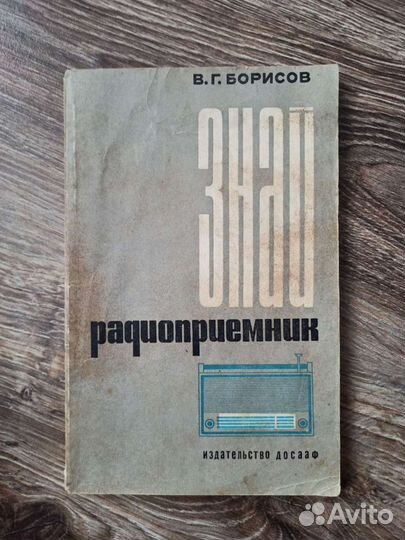 В.Г. БОРИСОВ
ЗНАЙ
радиоприемник
ИЗДАТЕЛЬСТВО ДОСААФ
Avito